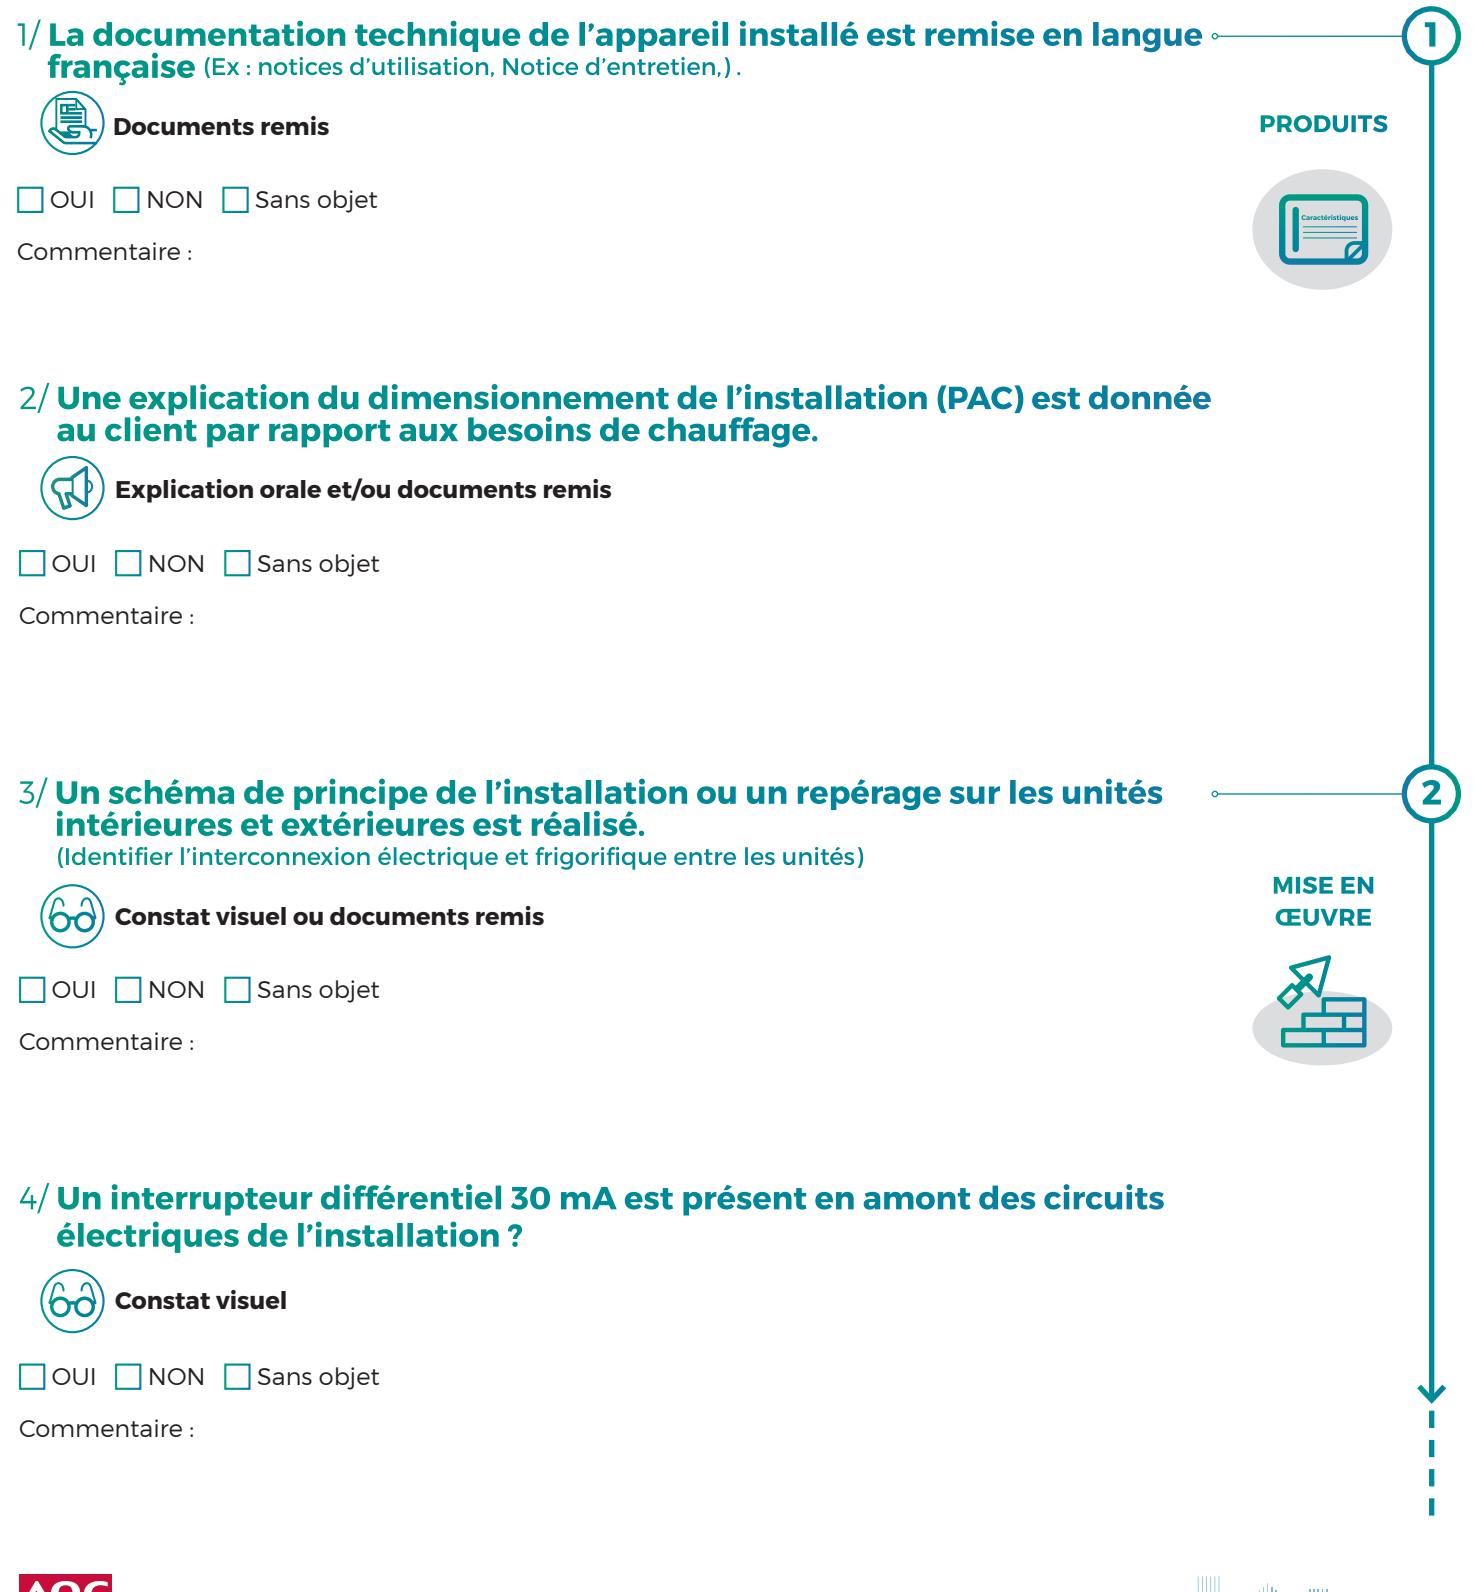 1/ La documentation technique de l'appareil installé est remise en langue
française (Ex : notices d'utilisation, Notice d'entretien,) .
1
Documents remis
PRODUITS
OUI NON Sans objet
Caractéristiques
Commentaire :
2/ Une explication du dimensionnement de l'installation (PAC) est donnée
au client par rapport aux besoins de chauffage.
Explication orale et/ou documents remis
OUI NON Sans objet
Commentaire :
3/ Un schéma de principe de l'installation ou un repérage sur les unités
intérieures et extérieures est réalisé.
(Identifier l'interconnexion électrique et frigorifique entre les unités)
2
Constat visuel ou documents remis
MISE EN
ŒUVRE
OUI NON Sans objet
Commentaire :
4/ Un interrupteur différentiel 30 mA est présent en amont des circuits
électriques de l'installation ?
Constat visuel
OUI NON Sans objet
Commentaire :